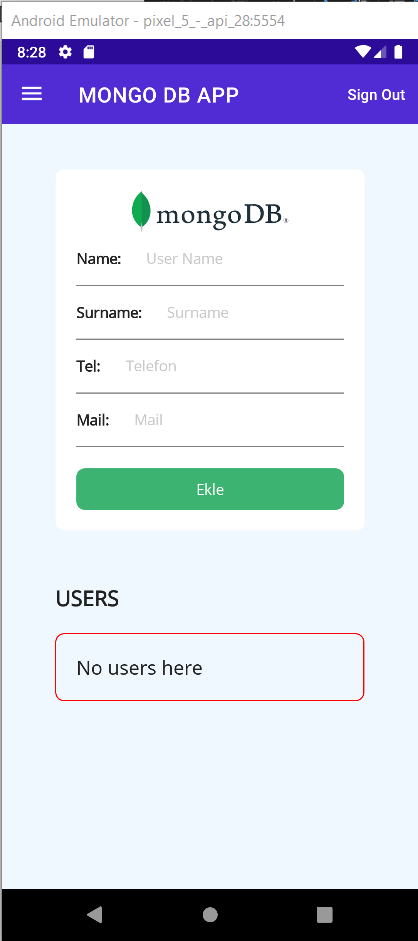 Android Emulator - pixel_5_-_api_28:5554
8:28
MONGO DB APP
Sign Out
mongoDB®
Name: User Name
Surname: Surname
Tel: Telefon
Mail: Mail
Ekle
USERS
No users here